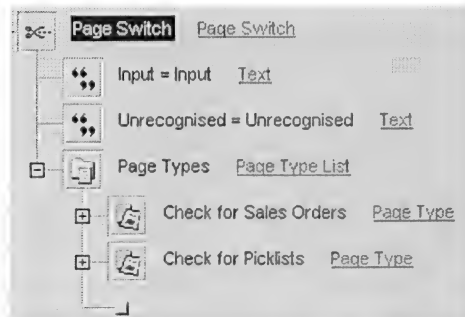 Page Switch Page Switch
Input = Input Text
Unrecognised = Unrecognised Text
Page Types Page Type List
Check for Sales Orders Page Type
Check for Picklists Page Type